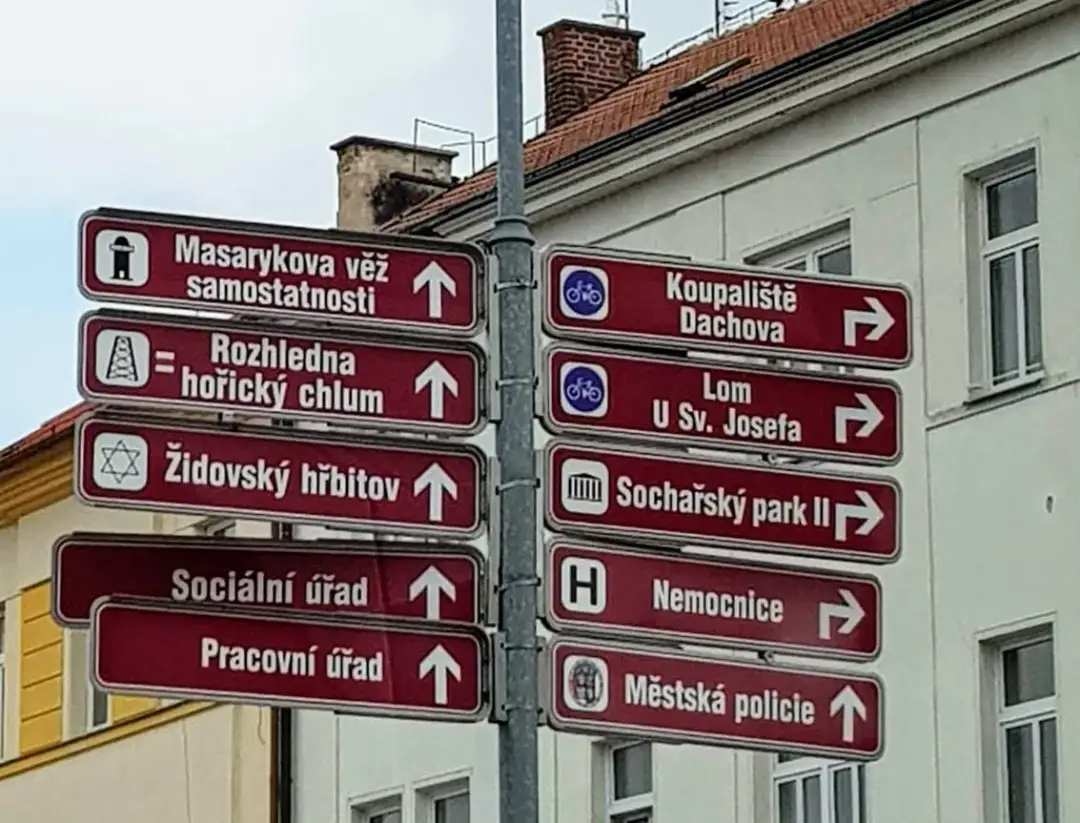 Masarykova věž
samostatnosti
Rozhledna
hořický chlum
Židovský hřbitov
Sociální úřad
Pracovní úřad
Koupaliště
Dachova
Lom
U Sv. Josefa
Sochařský park II
H
Nemocnice
Městská policie